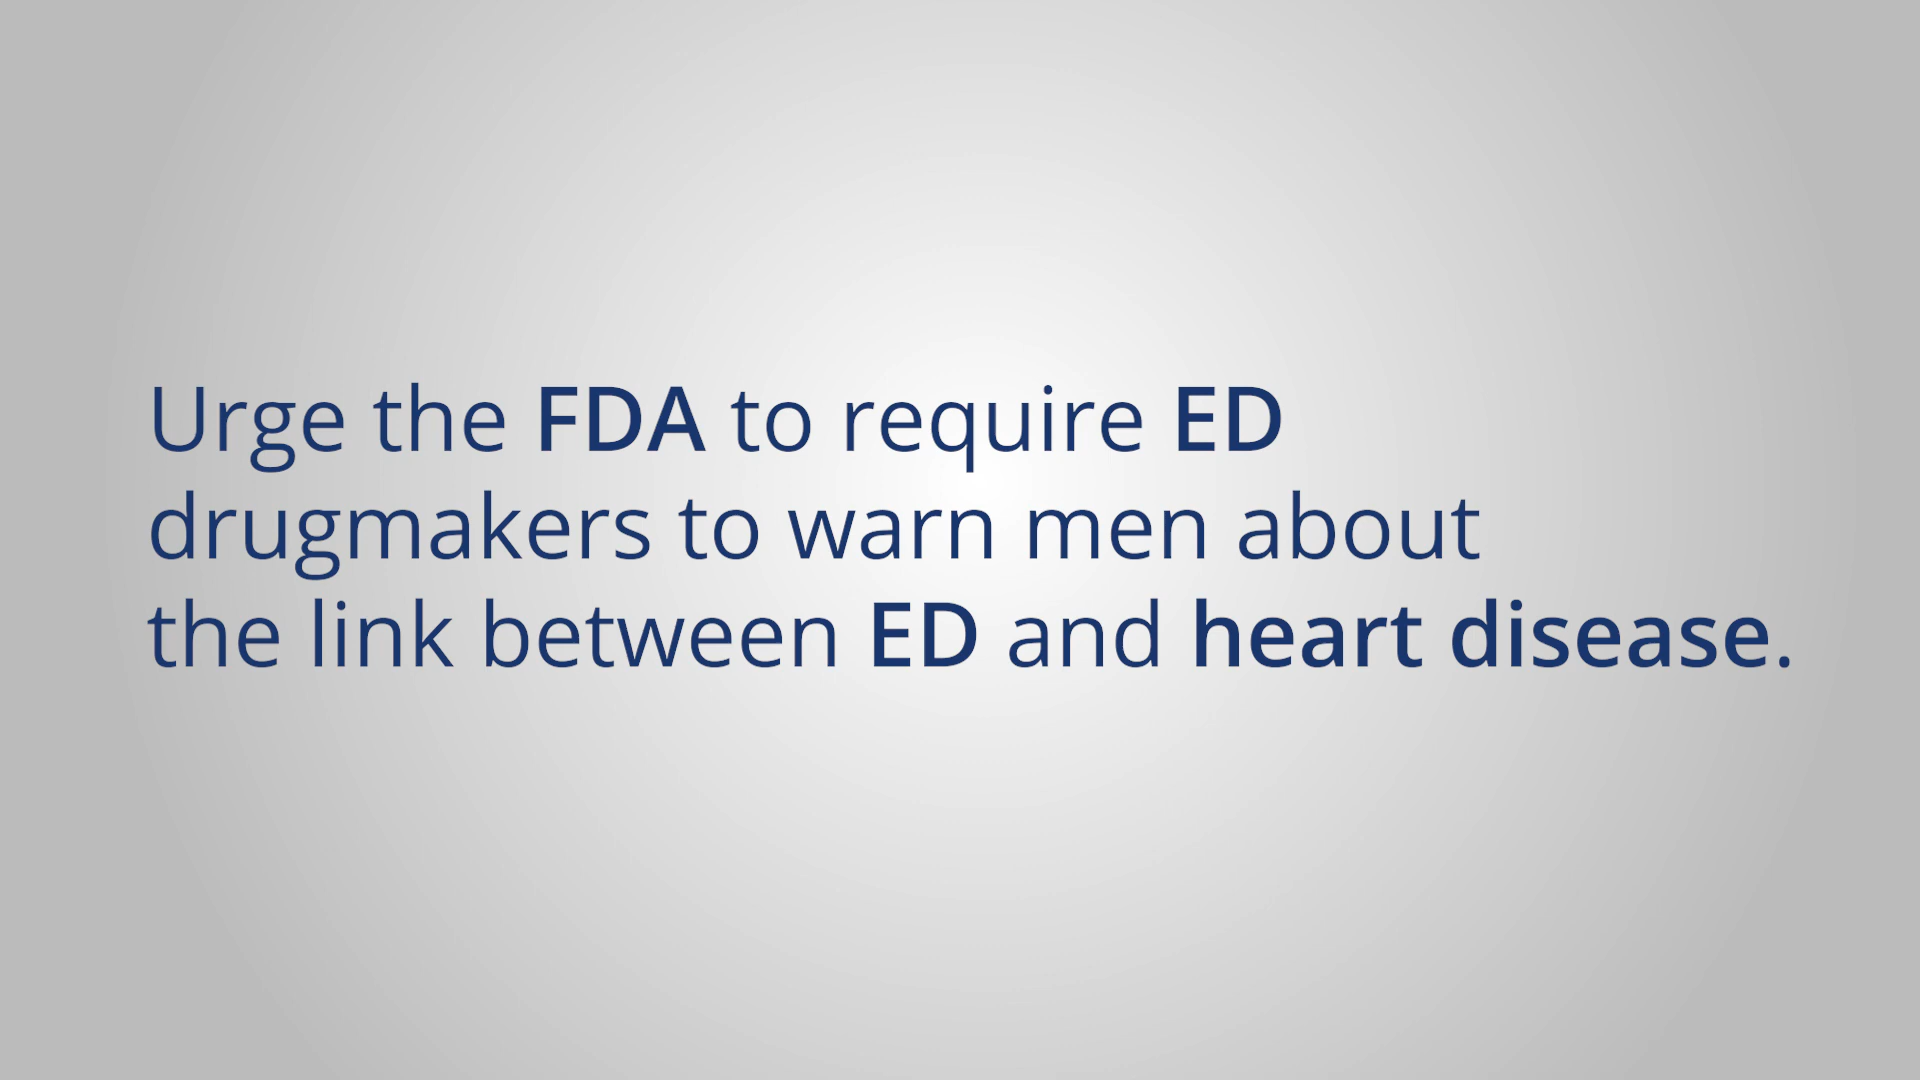 Urge the FDA to require ED
drugmakers to warn men about
the link between ED and heart disease.